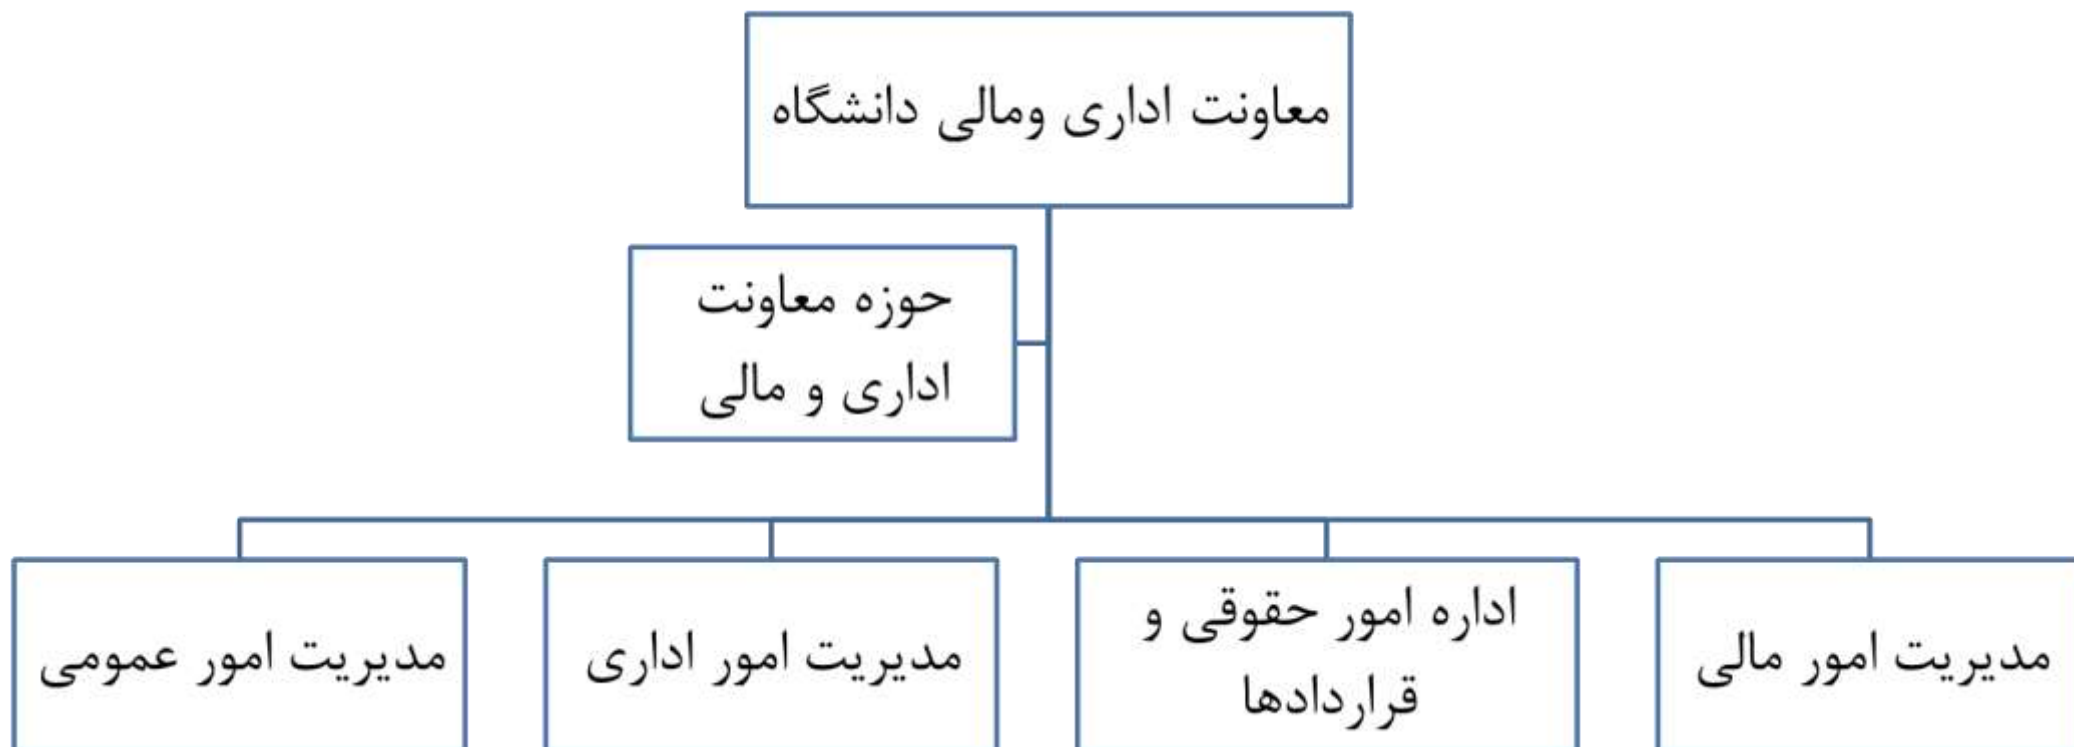 معاونت اداری ومالی دانشگاه
حوزه معاونت
اداری و مالی
مدیریت امور مالی
اداره امور حقوقی و
قراردادها
مدیریت امور اداری
مدیریت امور عمومی